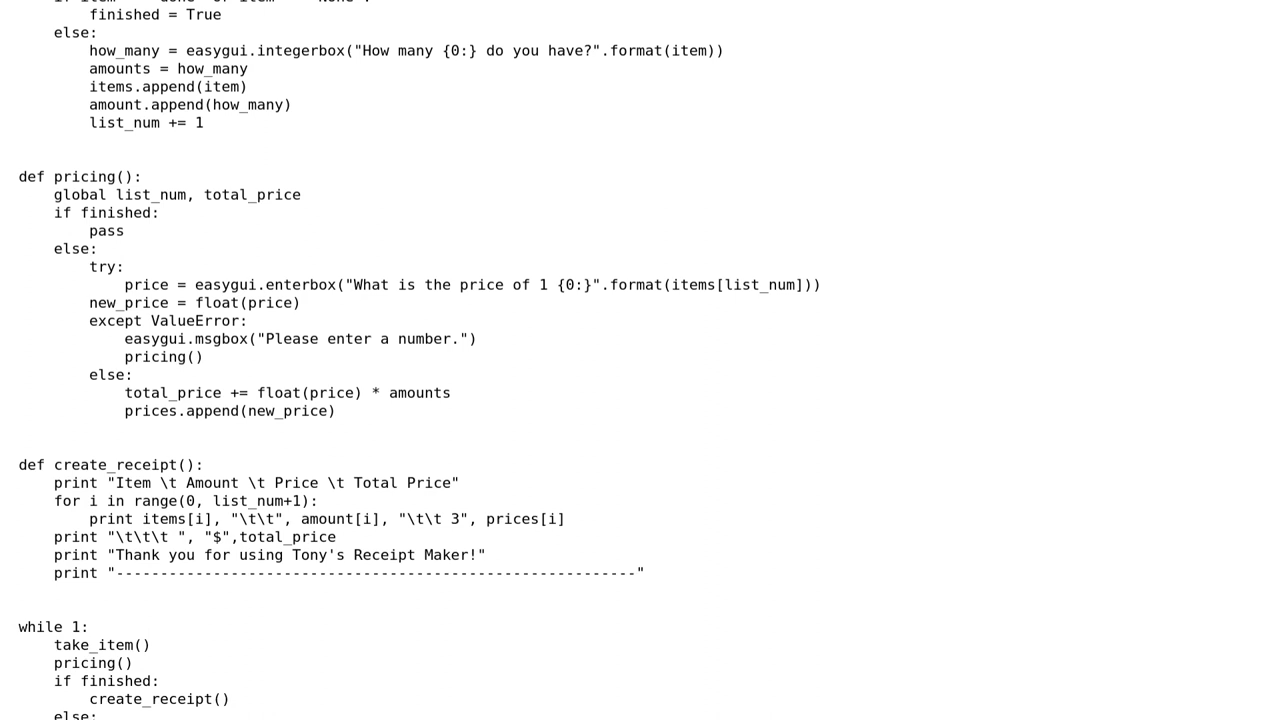 finished = True
        else:
            how_many = easygui.integerbox("How many {0:} do you have?".format(item))
            amounts = how_many
            items.append(item)
            amount.append(how_many)
            list_num += 1


    def pricing():
        global list_num, total_price
        if finished:
            pass
        else:
            try:
                price = easygui.enterbox("What is the price of 1 {0:}".format(items[list_num]))
            new_price = float(price)
            except ValueError:
                easygui.msgbox("Please enter a number.")
                pricing()
            else:
                total_price += float(price) * amounts
                prices.append(new_price)


    def create_receipt():
        print "Item \t Amount \t Price \t Total Price"
        for i in range(0, list_num+1):
            print items[i], "\t\t", amount[i], "\t\t 3", prices[i]
        print "\t\t\t ", "$",total_price
        print "Thank you for using Tony's Receipt Maker!"
        print "-----------------------------------------------------------"


    while 1:
        take_item()
        pricing()
        if finished:
            create_receipt()
        else: